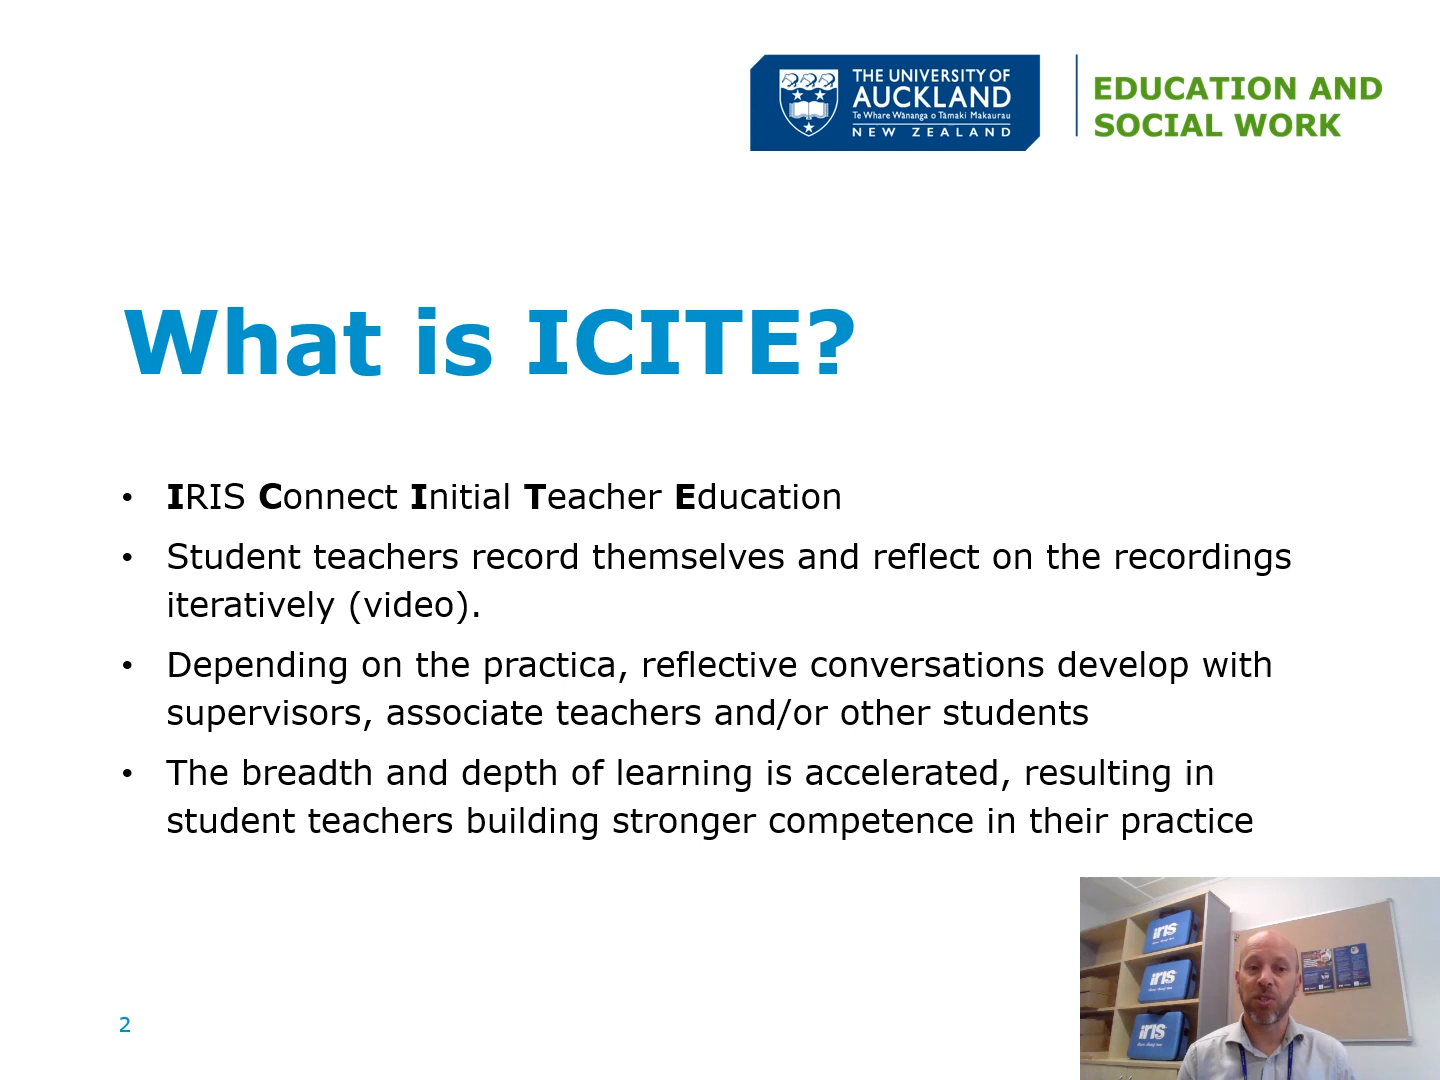 THE UNIVERSITY OF
AUCKLAND
Te Whare Wānanga o Tāmaki Makaurau
NEW ZEALAND
EDUCATION AND
SOCIAL WORK
What is ICITE?
• IRIS Connect Initial Teacher Education
• Student teachers record themselves and reflect on the recordings
iteratively (video).
• Depending on the practica, reflective conversations develop with
supervisors, associate teachers and/or other students
• The breadth and depth of learning is accelerated, resulting in
student teachers building stronger competence in their practice
iris
iris
iris
2